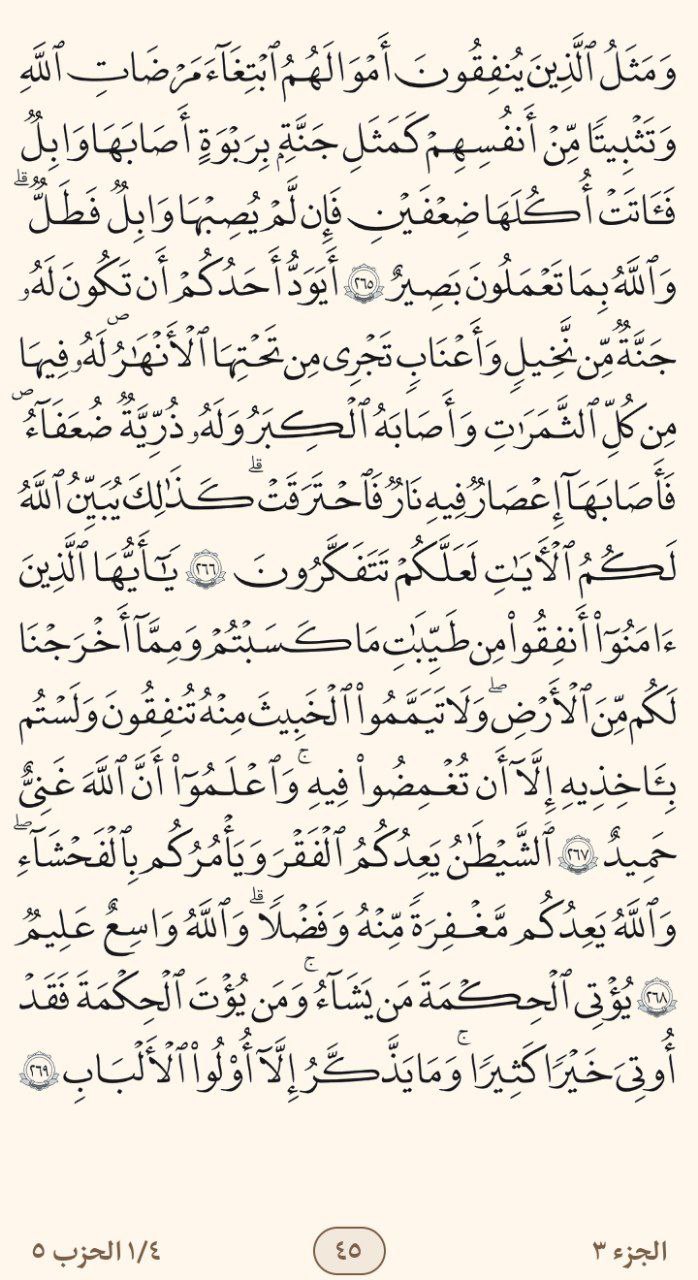 وَمَثَلُ ٱلَّذِينَ يُنفِقُونَ أَمۡوَٰلَهُمُ ٱبۡتِغَآءَ مَرۡضَاتِ ٱللَّهِ
وَتَثۡبِيتٗا مِّنۡ أَنفُسِهِمۡ كَمَثَلِ جَنَّةِۭ بِرَبۡوَةٍ أَصَابَهَا وَابِلٞ
فَـَٔاتَتۡ أُكُلَهَا ضِعۡفَيۡنِ فَإِن لَّمۡ يُصِبۡهَا وَابِلٞ فَطَلّٞۗ
وَٱللَّهُ بِمَا تَعۡمَلُونَ بَصِيرٌ ٢٦٥ أَيَوَدُّ أَحَدُكُمۡ أَن تَكُونَ لَهُۥ
جَنَّةٞ مِّن نَّخِيلٖ وَأَعۡنَابٖ تَجۡرِي مِن تَحۡتِهَا ٱلۡأَنۡهَٰرُ لَهُۥ فِيهَا
مِن كُلِّ ٱلثَّمَرَٰتِ وَأَصَابَهُ ٱلۡكِبَرُ وَلَهُۥ ذُرِّيَّةٞ ضُعَفَآءُ
فَأَصَابَهَآ إِعۡصَارٞ فِيهِ نَارٞ فَٱحۡتَرَقَتۡۗ كَذَٰلِكَ يُبَيِّنُ ٱللَّهُ
لَكُمُ ٱلۡأٓيَٰتِ لَعَلَّكُمۡ تَتَفَكَّرُونَ ٢٦٦ يَٰٓأَيُّهَا ٱلَّذِينَ
ءَامَنُوٓاْ أَنفِقُواْ مِن طَيِّبَٰتِ مَا كَسَبۡتُمۡ وَمِمَّآ أَخۡرَجۡنَا
لَكُم مِّنَ ٱلۡأَرۡضِۖ وَلَا تَيَمَّمُواْ ٱلۡخَبِيثَ مِنۡهُ تُنفِقُونَ وَلَسۡتُم
بِـَٔاخِذِيهِ إِلَّآ أَن تُغۡمِضُواْ فِيهِۚ وَٱعۡلَمُوٓاْ أَنَّ ٱللَّهَ غَنِيٌّ
حَمِيدٌ ٢٦٧ ٱلشَّيۡطَٰنُ يَعِدُكُمُ ٱلۡفَقۡرَ وَيَأۡمُرُكُم بِٱلۡفَحۡشَآءِۖ
وَٱللَّهُ يَعِدُكُم مَّغۡفِرَةٗ مِّنۡهُ وَفَضۡلٗاۗ وَٱللَّهُ وَٰسِعٌ عَلِيمٞ
٢٦٨ يُؤۡتِي ٱلۡحِكۡمَةَ مَن يَشَآءُۚ وَمَن يُؤۡتَ ٱلۡحِكۡمَةَ فَقَدۡ
أُوتِيَ خَيۡرٗا كَثِيرٗاۚ وَمَا يَذَّكَّرُ إِلَّآ أُوْلُواْ ٱلۡأَلۡبَٰبِ ٢٦٩
الجزء ٣
٤٥
١/٤ الحزب ٥